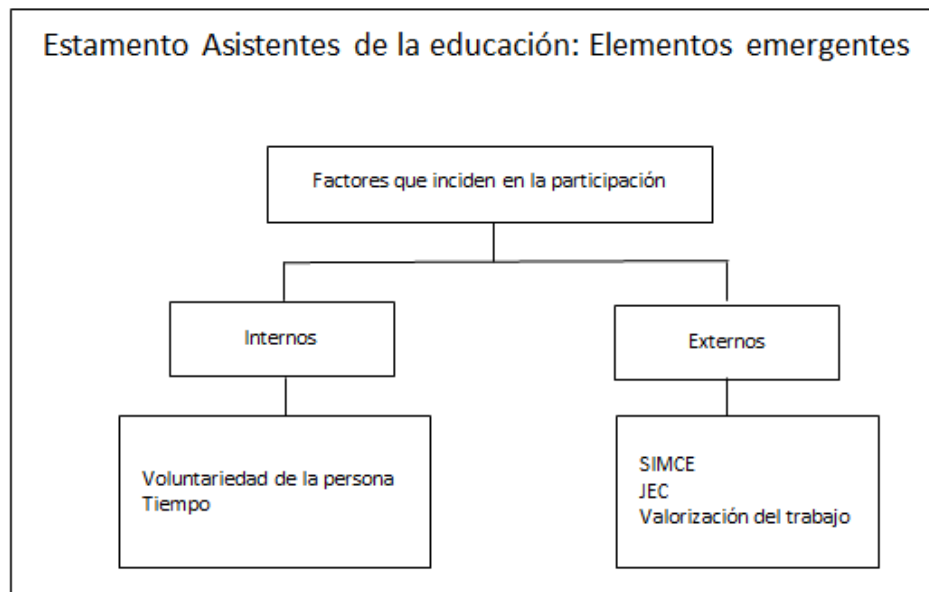 Estamento Asistentes de la educación: Elementos emergentes
Factores que inciden en la participación
Internos
Externos
Voluntariedad de la persona
Tiempo
SIMCE
JEC
Valorización del trabajo